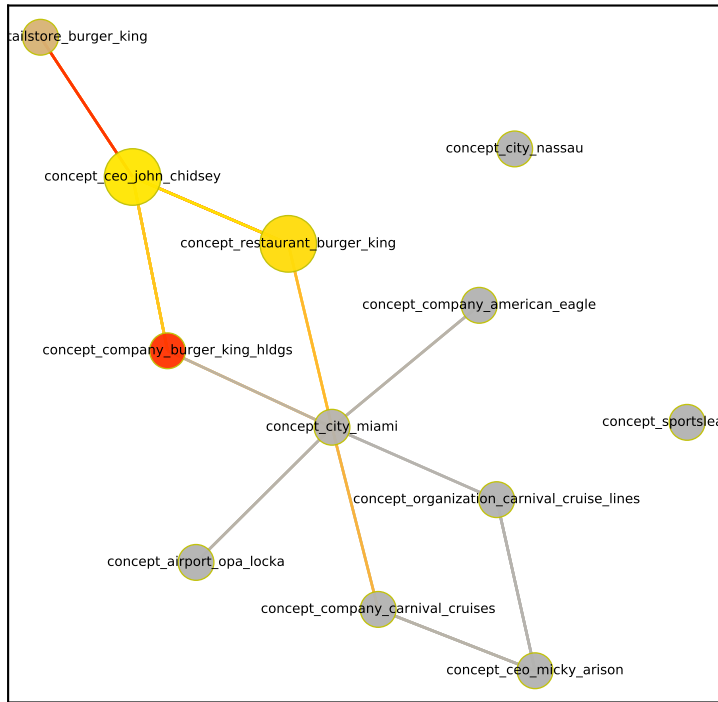 tailstore_burger_king
concept_city_nassau
concept_ceo_john_chidsey
concept_restaurant_burger_king
concept_company_american_eagle
concept_company_burger_king_hldgs
concept_sportslea
concept_city_miami
concept_organization_carnival_cruise_lines
concept_airport_opa_locka
concept_company_carnival_cruises
concept_ceo_micky_arison